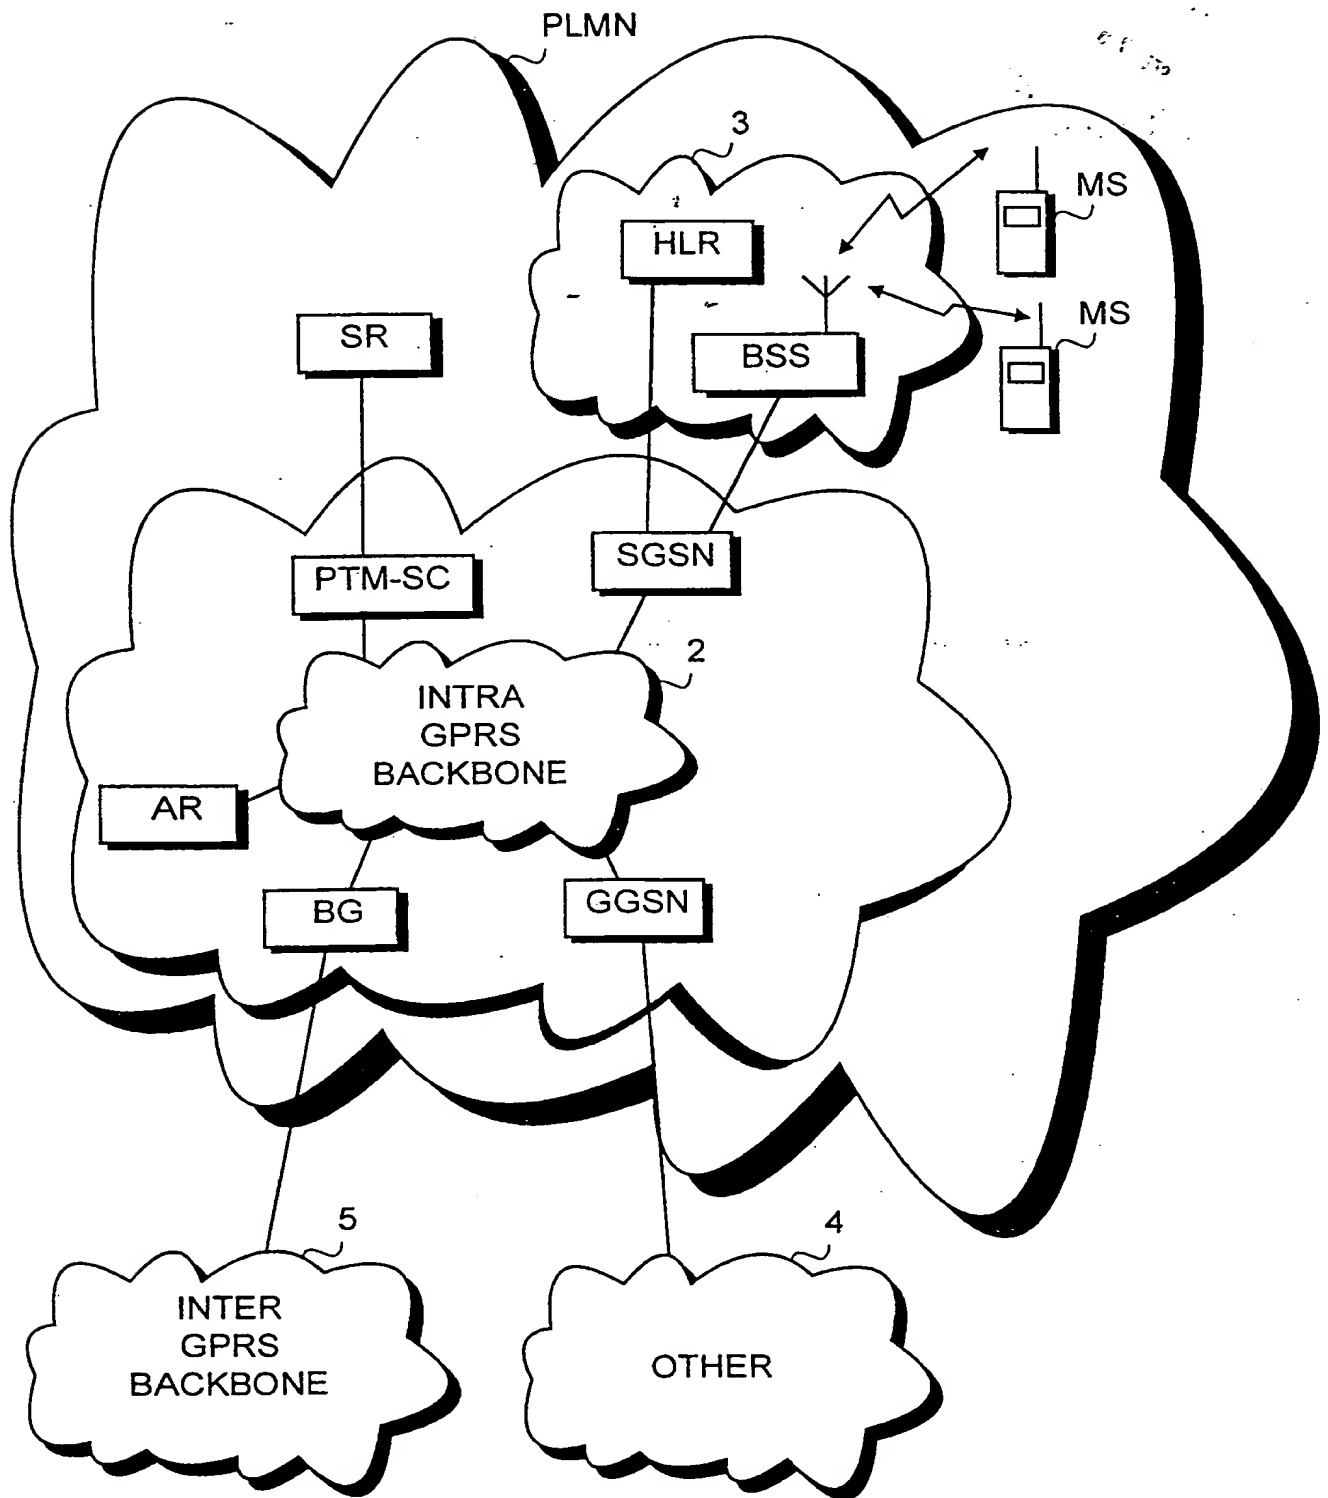 PLMN
3
MS
HLR
MS
SR
BSS
SGSN
PTM-SC
2
INTRA
GPRS
BACKBONE
AR
BG
GGSN
5
4
INTER
GPRS
BACKBONE
OTHER